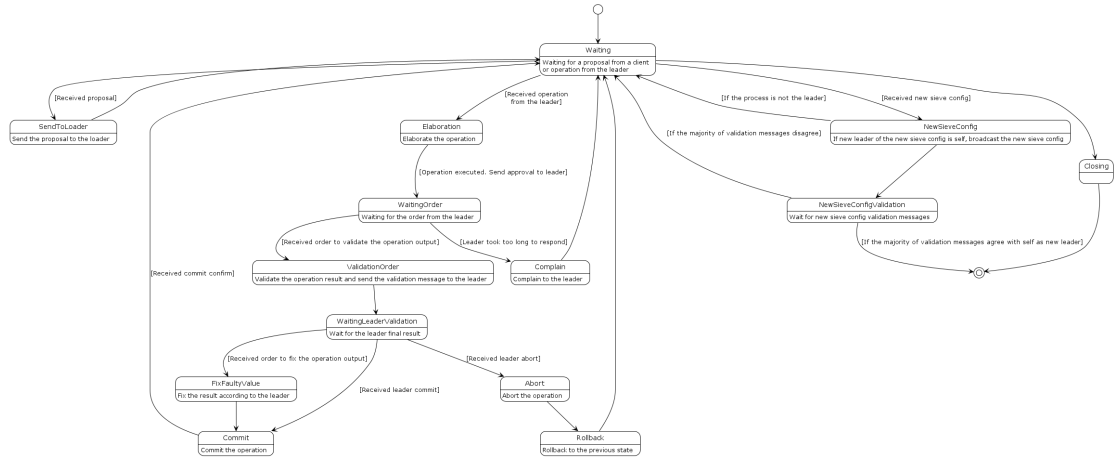 Waiting
Waiting for a proposal from a client
or operation from the leader
[Received proposal]
[Received operation
from the leader]
[If the process is not the leader]
[Received new sieve config]
SendToLoader
Send the proposal to the loader
Elaboration
Elaborate the operation
[If the majority of validation messages disagree]
NewSieveConfig
If new leader of the new sieve config is self, broadcast the new sieve config
Closing
[Operation executed. Send approval to leader]
WaitingOrder
Waiting for the order from the leader
NewSieveConfigValidation
Wait for new sieve config validation messages
[Received order to validate the operation output]
[Leader took too long to respond]
[If the majority of validation messages agree with self as new leader]
[Received commit confirm]
ValidationOrder
Validate the operation result and send the validation message to the leader
Complain
Complain to the leader
WaitingLeaderValidation
Wait for the leader final result
[Received order to fix the operation output]
[Received leader abort]
FixFaultyValue
Fix the result according to the leader
[Received leader commit]
Abort
Abort the operation
Commit
Commit the operation
Rollback
Rollback to the previous state